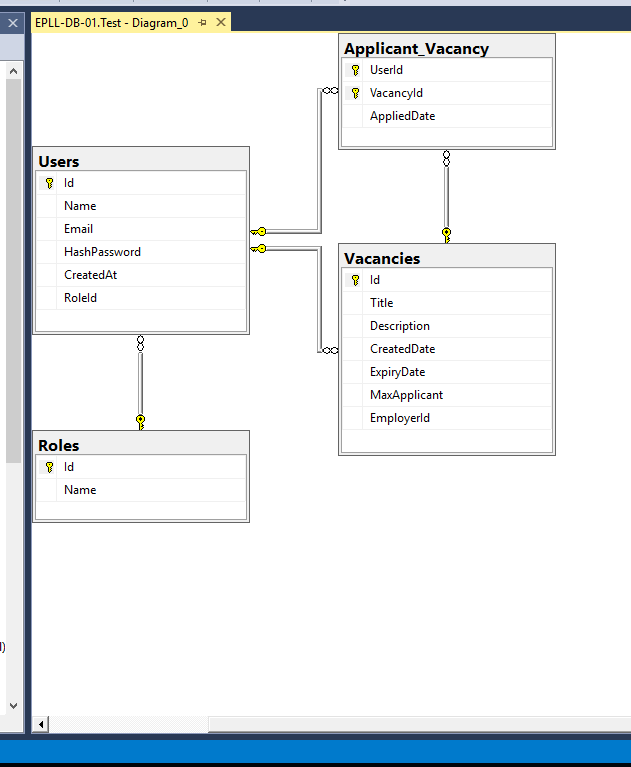 EPLL-DB-01.Test - Diagram_0
Applicant_Vacancy
UserId
VacancyId
AppliedDate
Users
Id
Name
Email
HashPassword
CreatedAt
RoleId
Vacancies
Id
Title
Description
CreatedDate
ExpiryDate
MaxApplicant
EmployerId
Roles
Id
Name